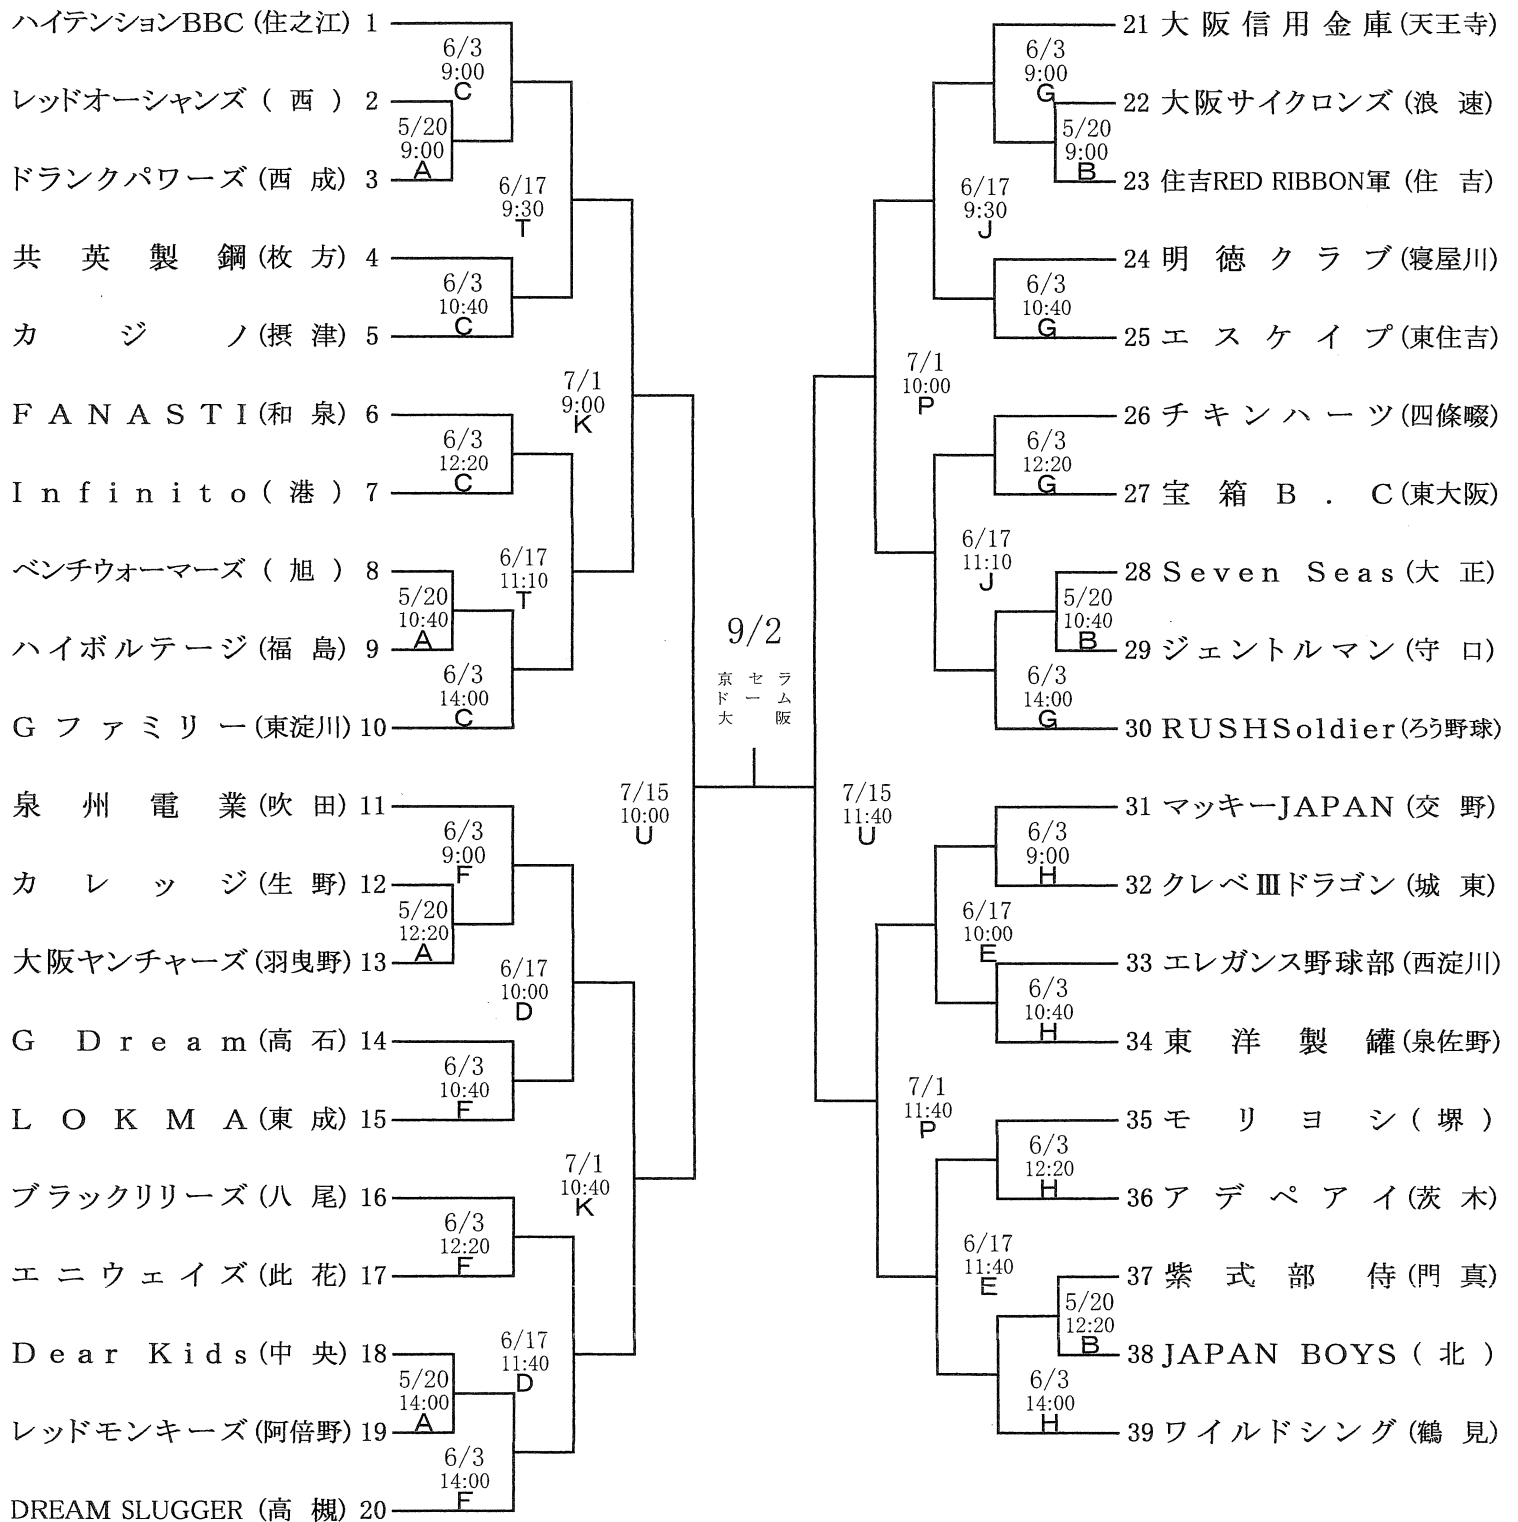 ハイテンションBBC (住之江) 1
6/3
9:00
C
レッドオーシャンズ ( 西 ) 2
5/20
9:00
A
ドランクパワーズ (西 成) 3
6/17
9:30
T
共 英 製 鋼 (枚 方) 4
6/3
10:40
C
カ ジ ノ (摂 津) 5
7/1
9:00
K
F A N A S T I (和 泉) 6
6/3
12:20
C
I n f i n i t o ( 港 ) 7
6/17
11:10
T
ベンチウォーマーズ ( 旭 ) 8
5/20
10:40
A
ハイボルテージ (福 島) 9
6/3
14:00
C
G ファミリー (東淀川) 10
7/15
10:00
U
泉 州 電 業 (吹 田) 11
6/3
9:00
F
カ レ ッ ジ (生 野) 12
5/20
12:20
A
大阪ヤンチャーズ (羽曳野) 13
6/17
10:00
D
G D r e a m (高 石) 14
6/3
10:40
F
L O K M A (東 成) 15
7/1
10:40
K
ブラックリリーズ (八 尾) 16
6/3
12:20
F
エニウェイズ (此 花) 17
6/17
11:40
D
D e a r K i d s (中 央) 18
5/20
14:00
A
レッドモンキーズ (阿倍野) 19
6/3
14:00
F
DREAM SLUGGER (高 槻) 20
9/2
京 セ ラ
ド ー ム
大 阪
21 大 阪 信 用 金 庫 (天王寺)
6/3
9:00
G
22 大阪サイクロンズ (浪 速)
5/20
9:00
B
23 住吉RED RIBBON軍 (住 吉)
6/17
9:30
J
24 明 徳 ク ラ ブ (寝屋川)
6/3
10:40
G
25 エ ス ケ イ プ (東住吉)
7/1
10:00
P
26 チ キ ン ハ ー ツ (四條畷)
6/3
12:20
G
27 宝 箱 B . C (東大阪)
6/17
11:10
J
28 Seven Seas (大 正)
5/20
10:40
B
29 ジェントルマン (守 口)
6/3
14:00
G
30 RUSHSoldier (ろう野球)
7/15
11:40
U
31 マッキーJAPAN (交 野)
6/3
9:00
H
32 クレベⅢドラゴン (城 東)
6/17
10:00
E
33 エレガンス野球部 (西淀川)
6/3
10:40
H
34 東 洋 製 罐 (泉佐野)
7/1
11:40
P
35 モ リ ヨ シ ( 堺 )
6/3
12:20
H
36 ア デ ペ ア イ (茨 木)
6/17
11:40
E
37 紫 式 部 侍 (門 真)
5/20
12:20
B
38 JAPAN BOYS ( 北 )
6/3
14:00
H
39 ワイルドシング (鶴 見)